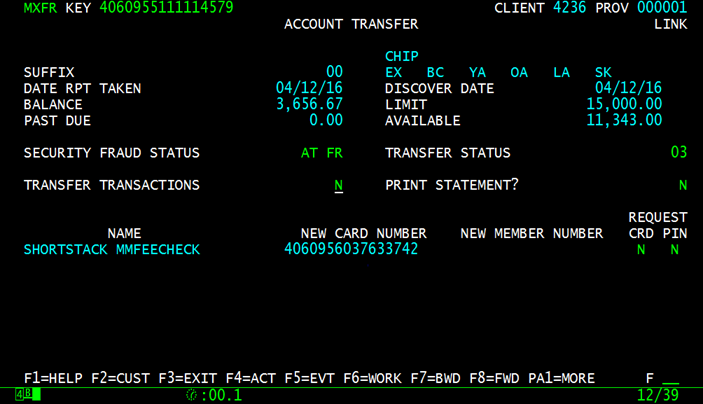 MXFR KEY 4060955111114579 CLIENT 4236 PROV 000001
ACCOUNT TRANSFER LINK
CHIP
SUFFIX 00 EX BC YA OA LA SK
DATE RPT TAKEN 04/12/16 DISCOVER DATE 04/12/16
BALANCE 3,656.67 LIMIT 15,000.00
PAST DUE 0.00 AVAILABLE 11,343.00
SECURITY FRAUD STATUS AT FR TRANSFER STATUS 03
TRANSFER TRANSACTIONS N PRINT STATEMENT? N
REQUEST
NAME NEW CARD NUMBER NEW MEMBER NUMBER CRD PIN
SHORTSTACK MMFEECHECK 4060956037633742 N N
F1=HELP F2=CUST F3=EXIT F4=ACT F5=EVT F6=WORK F7=BWD F8=FWD PA1=MORE F __
4B :00.1 12/39